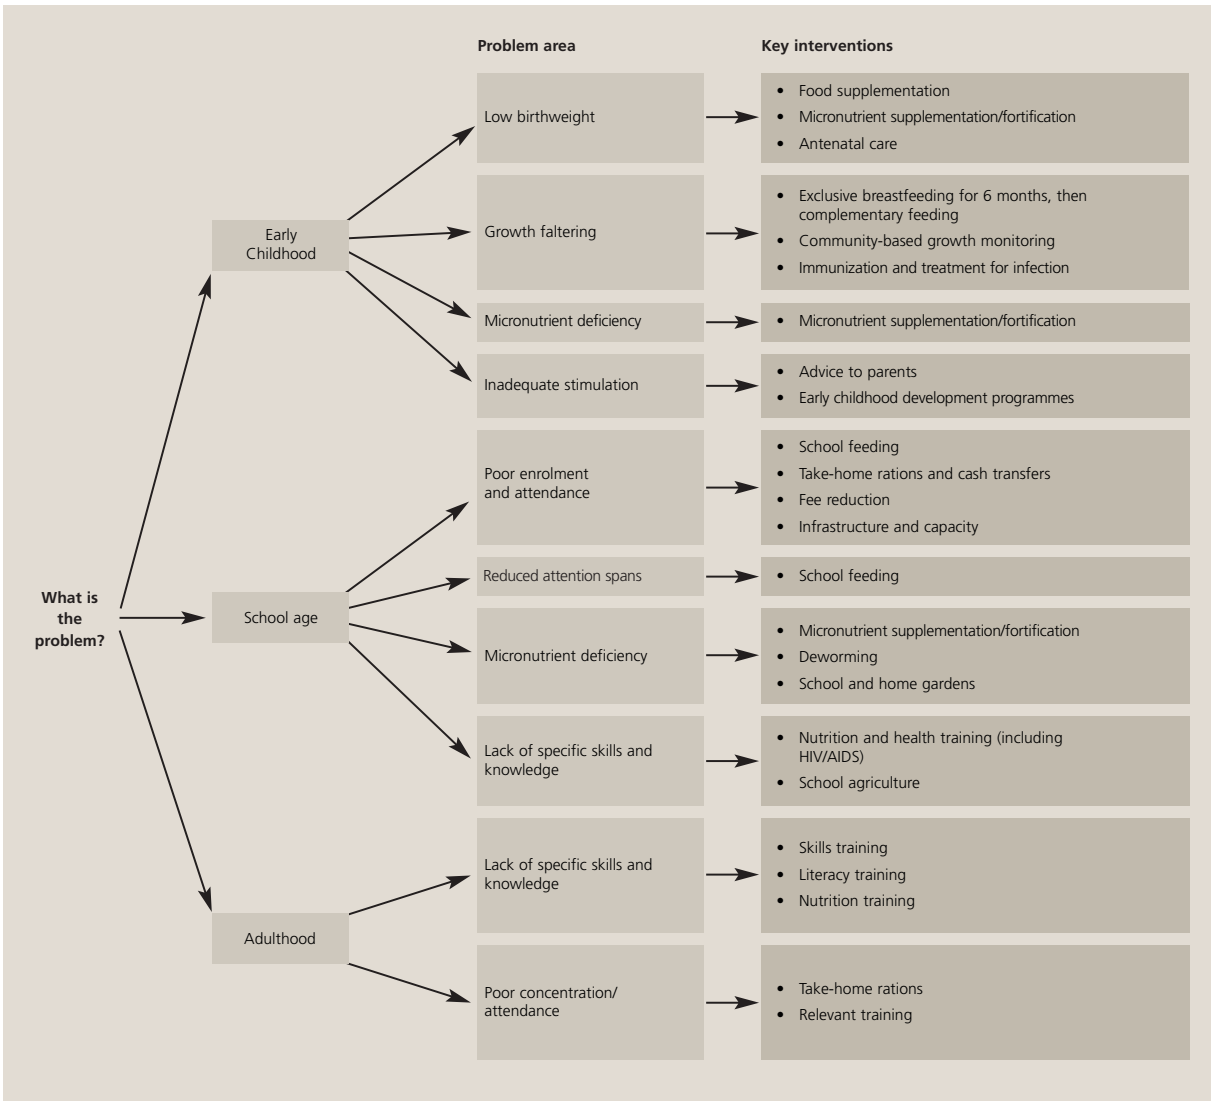 Problem area
Key interventions
What is
the
problem?
Early
Childhood
Low birthweight
• Food supplementation
• Micronutrient supplementation/fortification
• Antenatal care
Growth faltering
• Exclusive breastfeeding for 6 months, then
complementary feeding
• Community-based growth monitoring
• Immunization and treatment for infection
Micronutrient deficiency
• Micronutrient supplementation/fortification
Inadequate stimulation
• Advice to parents
• Early childhood development programmes
School age
Poor enrolment
and attendance
• School feeding
• Take-home rations and cash transfers
• Fee reduction
• Infrastructure and capacity
Reduced attention spans
• School feeding
Micronutrient deficiency
• Micronutrient supplementation/fortification
• Deworming
• School and home gardens
Lack of specific skills and
knowledge
• Nutrition and health training (including
HIV/AIDS)
• School agriculture
Adulthood
Lack of specific skills and
knowledge
• Skills training
• Literacy training
• Nutrition training
Poor concentration/
attendance
• Take-home rations
• Relevant training